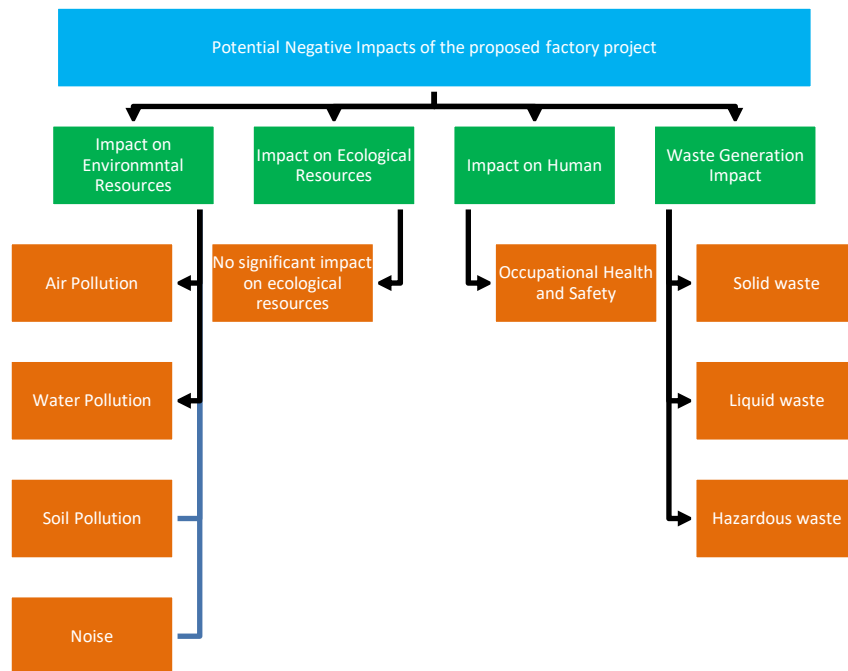 Potential Negative Impacts of the proposed factory project
Impact on
Environmntal
Resources
Impact on Ecological
Resources
Impact on Human
Waste Generation
Impact
Air Pollution
No significant impact
on ecological
resources
Occupational Health
and Safety
Solid waste
Water Pollution
Liquid waste
Soil Pollution
Hazardous waste
Noise